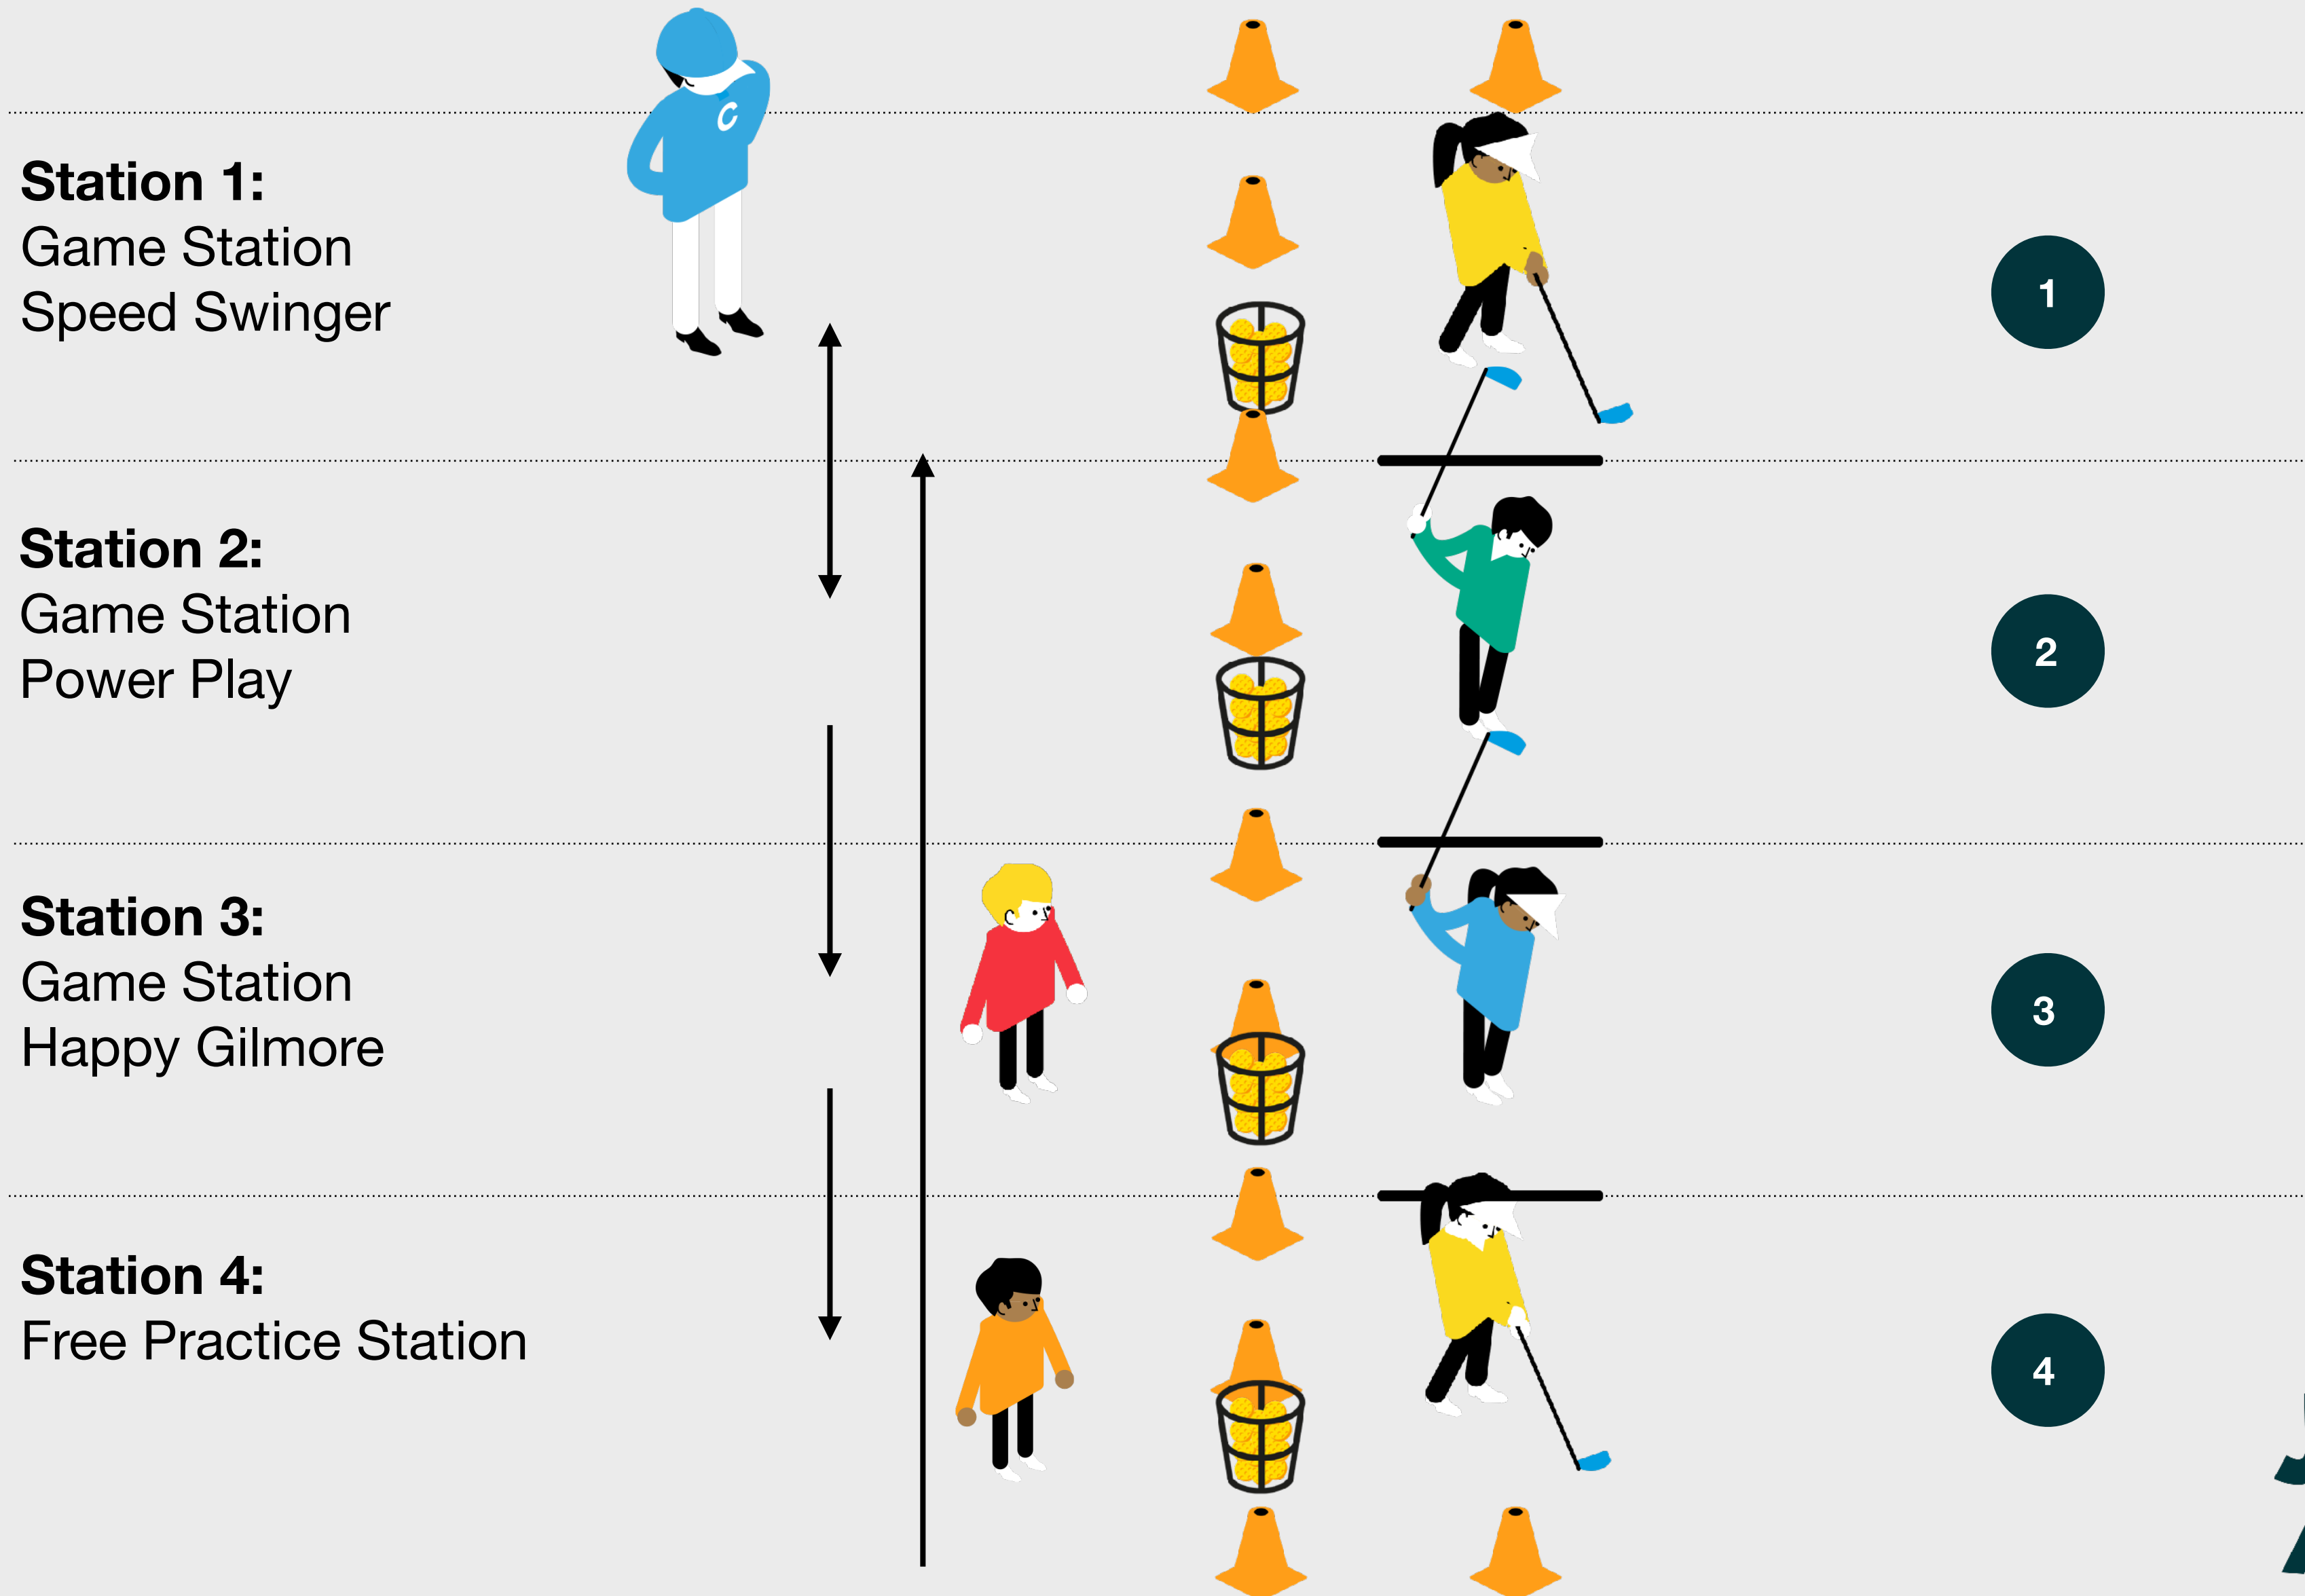 C
Station 1:
Game Station
Speed Swinger
1
Station 2:
Game Station
Power Play
2
Station 3:
Game Station
Happy Gilmore
3
Station 4:
Free Practice Station
4